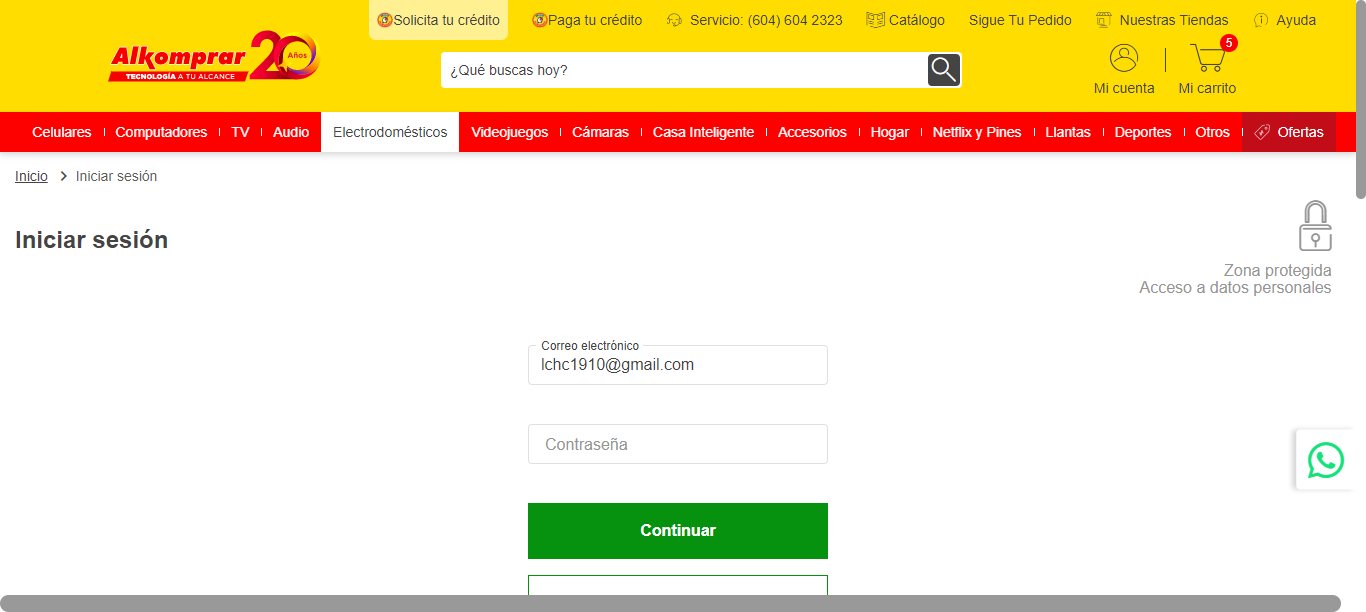 Solicita tu crédito
Paga tu crédito
Servicio: (604) 604 2323
Catálogo
Sigue Tu Pedido
Nuestras Tiendas
Ayuda
Alkomprar 20 Años
TECNOLOGÍA A TU ALCANCE
¿Qué buscas hoy?
5
Mi cuenta
Mi carrito
Celulares
Computadores
TV
Audio
Electrodomésticos
Videojuegos
Cámaras
Casa Inteligente
Accesorios
Hogar
Netflix y Pines
Llantas
Deportes
Otros
Ofertas
Inicio
Iniciar sesión
Iniciar sesión
Zona protegida
Acceso a datos personales
Correo electrónico
lchc1910@gmail.com
Contraseña
Continuar